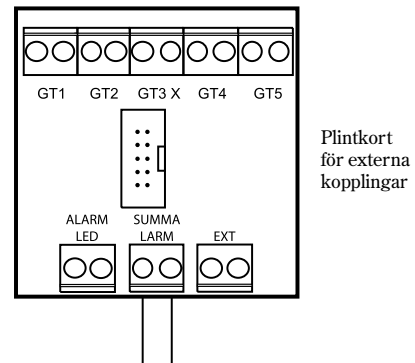 GT1 GT2 GT3 X GT4 GT5
Plintkort
för externa
kopplingar
ALARM SUMMA
LED LARM EXT